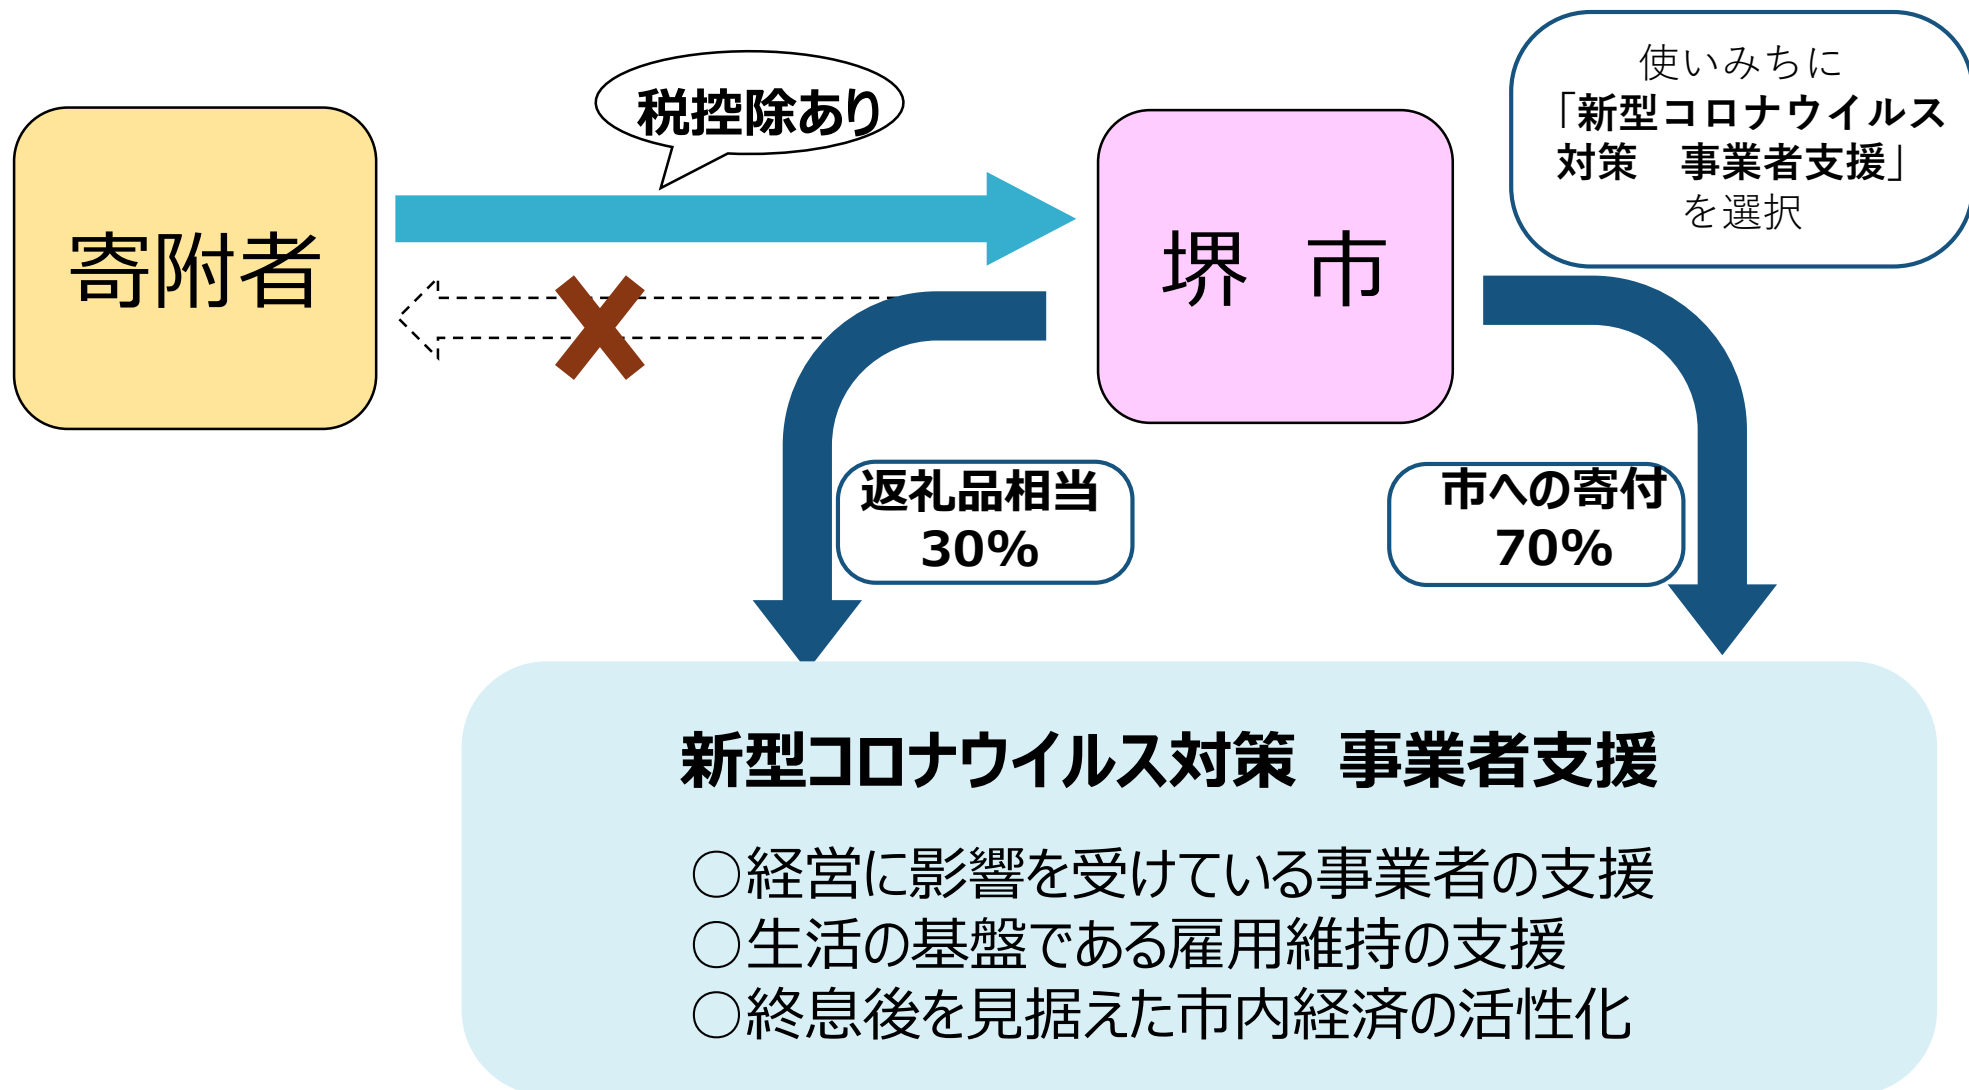 税控除あり
寄附者
堺　市
使いみちに
「新型コロナウイルス
対策　事業者支援」
を選択
返礼品相当
30%
市への寄付
70%
新型コロナウイルス対策　事業者支援
○経営に影響を受けている事業者の支援
○生活の基盤である雇用維持の支援
○終息後を見据えた市内経済の活性化